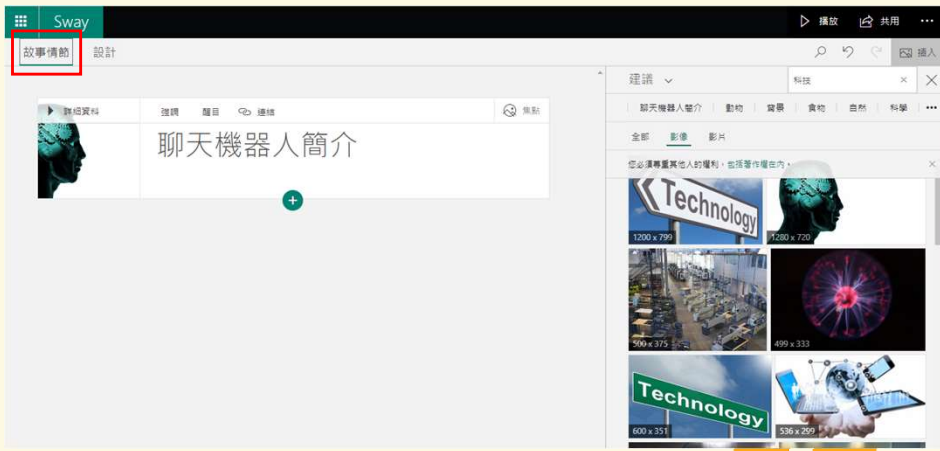 Sway
播放
共用
故事情節
設計
插入
建議
科技
詳細資料
強調 醒目 連結
焦點
聊天機器人簡介
聊天機器人簡介 動物 背景 食物 自然 科學
全部 影像 影片
您必須尊重其他人的權利，包括著作權在內。
Technology
1200 x 799
1280 x 720
500 x 375
499 x 333
Technology
600 x 351
536 x 299